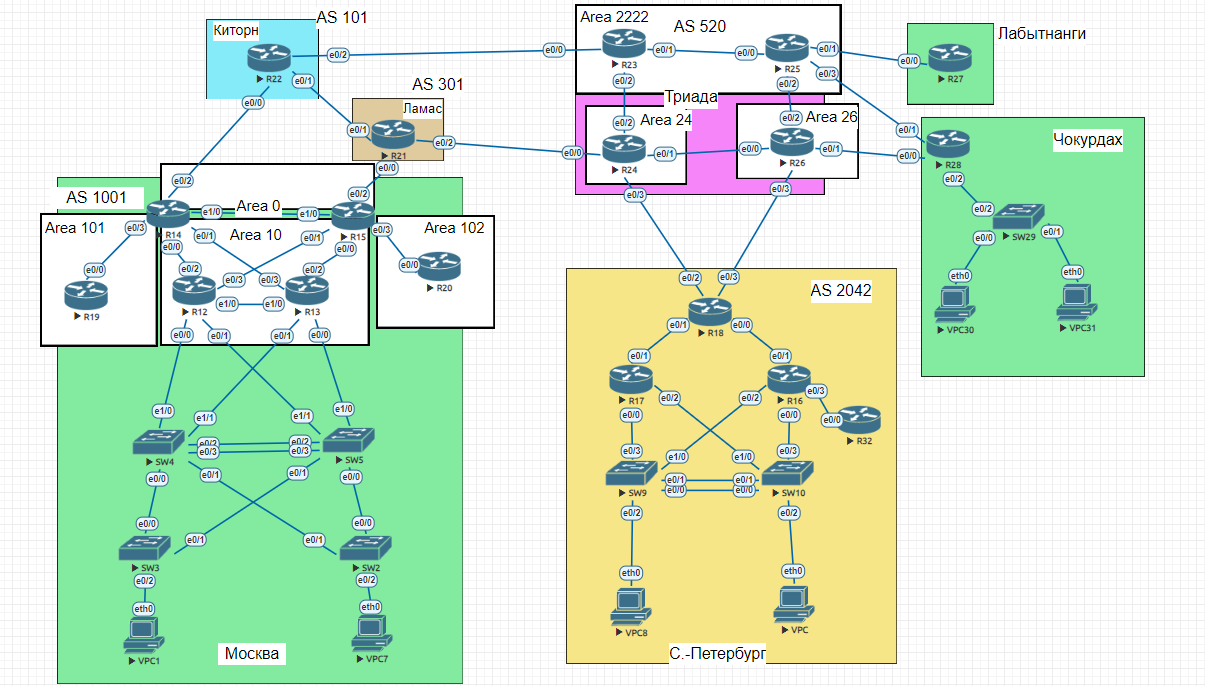 AS 101
Киторн
R22
e0/2
e0/1
e0/0
AS 301
Ламас
R21
e0/1
e0/2
e0/0
Area 2222
AS 520
R23
e0/0
e0/1
e0/2
R25
e0/0
e0/1
e0/3
e0/2
Триада
Area 24
R24
e0/2
e0/0
e0/1
e0/3
Area 26
R26
e0/2
e0/0
e0/1
e0/3
Лабытнанги
R27
e0/0
Чокурдах
R28
e0/1
e0/0
e0/2
SW29
e0/2
e0/0
e0/1
eth0
eth0
VPC30
VPC31
AS 1001
Area 0
R14
e0/2
e1/0
e0/3
e0/0
e0/1
R15
e0/2
e1/0
e0/1
e0/0
e0/3
Area 101
e0/0
R19
Area 10
R12
e0/2
e0/3
e1/0
e0/0
e0/1
R13
e0/3
e0/2
e1/0
e0/1
e0/0
Area 102
e0/0
R20
SW4
e1/0
e1/1
e0/2
e0/3
e0/0
e0/1
SW5
e1/1
e1/0
e0/2
e0/3
e0/1
e0/0
SW3
e0/0
e0/1
e0/2
SW2
e0/1
e0/0
e0/2
eth0
VPC1
eth0
VPC7
Москва
AS 2042
R18
e0/2
e0/3
e0/1
e0/0
R17
e0/1
e0/2
e0/0
R16
e0/1
e0/2
e0/3
e0/0
R32
e0/0
SW9
e0/3
e1/0
e0/1
e0/0
e0/2
SW10
e1/0
e0/3
e0/1
e0/0
e0/2
eth0
VPC8
eth0
VPC
С.-Петербург